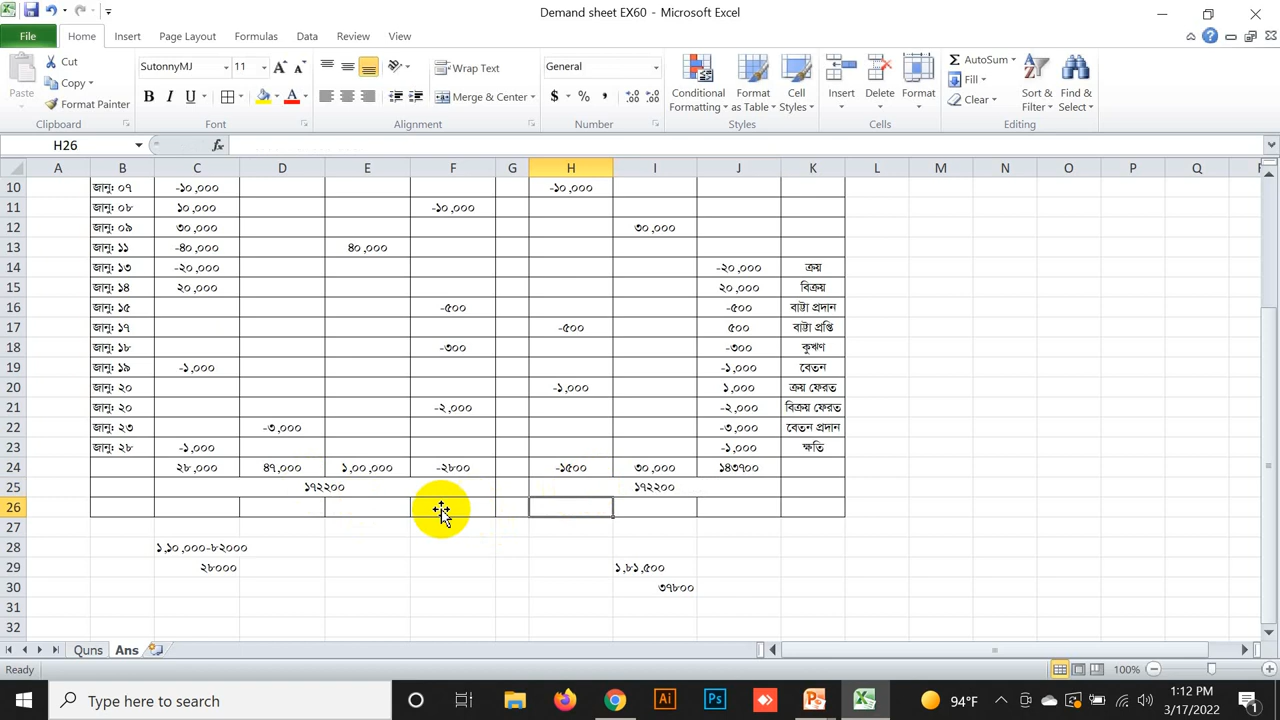 Demand sheet EX60 - Microsoft Excel
File Home Insert Page Layout Formulas Data Review View
Paste Cut Copy Format Painter Clipboard
SutonnyMJ 11 B I U Font
Wrap Text Merge & Center Alignment
General $ % , Number
Conditional Formatting Format as Table Cell Styles Styles
Insert Delete Format Cells
AutoSum Fill Clear Sort & Filter Find & Select Editing
H26 fx
A B C D E F G H I J K L M N O P Q
10 জানু: ০৭ -১০,০০০ -১০,০০০
11 জানু: ০৮ ১০,০০০ -১০,০০০
12 জানু: ০৯ ৩০,০০০ ৩০,০০০
13 জানু: ১১ -৪০,০০০ ৪০,০০০
14 জানু: ১৩ -২০,০০০ -২০,০০০ ক্রয়
15 জানু: ১৪ ২০,০০০ ২০,০০০ বিক্রয়
16 জানু: ১৫ -৫০০ -৫০০ বাট্টা প্রদান
17 জানু: ১৭ -৫০০ ৫০০ বাট্টা প্রপ্তি
18 জানু: ১৮ -৩০০ -৩০০ কুঋণ
19 জানু: ১৯ -১,০০০ -১,০০০ বেতন
20 জানু: ২০ -১,০০০ ১,০০০ ক্রয় ফেরত
21 জানু: ২০ -২,০০০ -২,০০০ বিক্রয় ফেরত
22 জানু: ২৩ -৩,০০০ -৩,০০০ বেতন প্রদান
23 জানু: ২৮ -১,০০০ -১,০০০ ক্ষতি
24 ২৮,০০০ ৪৭,০০০ ১,০০,০০০ -২৮০০ -১৫০০ ৩০,০০০ ১৪৩৭০০
25 ১৭২২০০ ১৭২২০০
26
27
28 ১,১০,০০০-৮২০০০
29 ২৮০০০ ১,৮১,৫০০
30 ৩৭৮০০
31
32
Quns Ans
Ready 100%
Type here to search 94°F 1:12 PM
3/17/2022